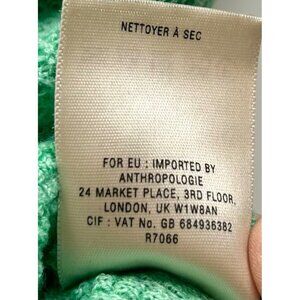 NETTOYER À SEC
FOR EU : IMPORTED BY
ANTHROPOLOGIE
24 MARKET PLACE, 3RD FLOOR,
LONDON, UK W1W8AN
CIF : VAT No. GB 684936382
R7066